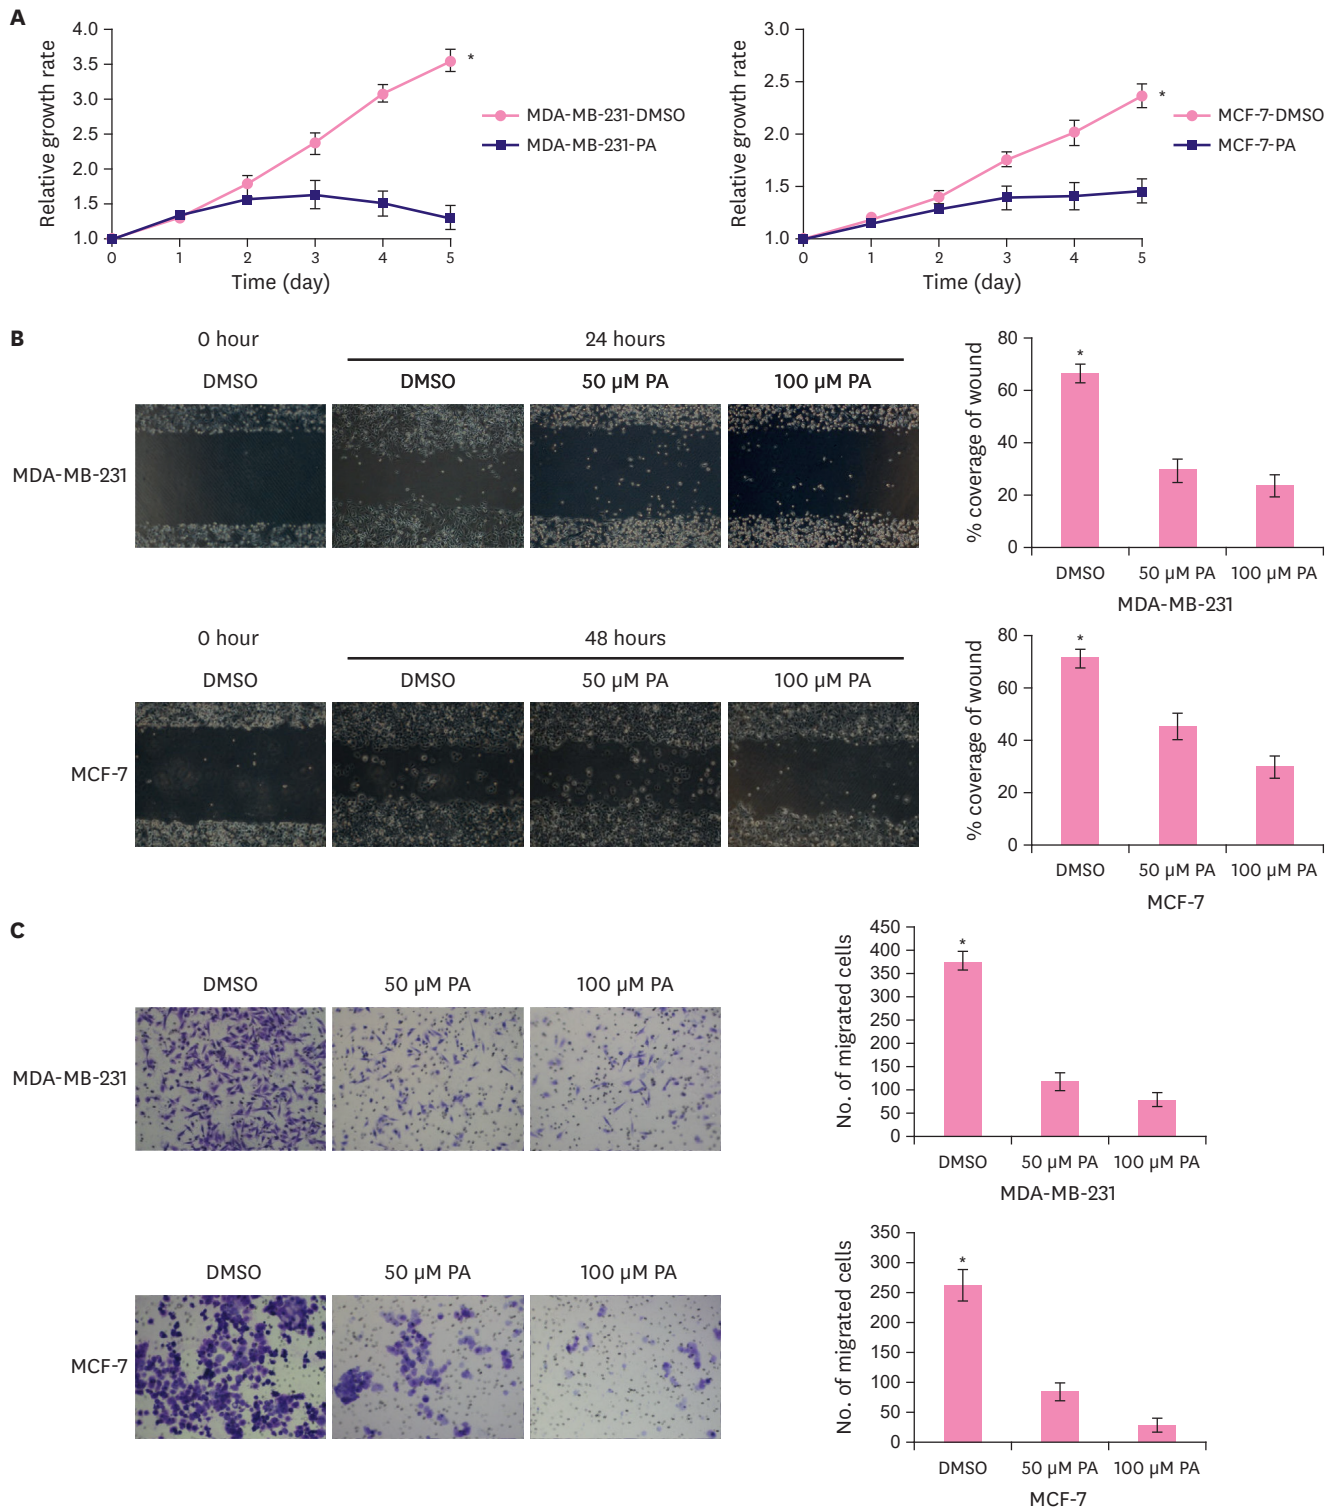 A
Relative growth rate
4.0
3.5
3.0
2.5
2.0
1.5
1.0
0 1 2 3 4 5
Time (day)
*
MDA-MB-231-DMSO
MDA-MB-231-PA
Relative growth rate
3.0
2.5
2.0
1.5
1.0
0 1 2 3 4 5
Time (day)
*
MCF-7-DMSO
MCF-7-PA
B
0 hour 24 hours
DMSO DMSO 50 μM PA 100 μM PA
MDA-MB-231
% coverage of wound
80
60
40
20
0
*
DMSO 50 μM PA 100 μM PA
MDA-MB-231
0 hour 48 hours
DMSO DMSO 50 μM PA 100 μM PA
MCF-7
% coverage of wound
80
60
40
20
0
*
DMSO 50 μM PA 100 μM PA
MCF-7
C
DMSO 50 μM PA 100 μM PA
MDA-MB-231
No. of migrated cells
450
400
350
300
250
200
150
100
50
0
*
DMSO 50 μM PA 100 μM PA
MDA-MB-231
DMSO 50 μM PA 100 μM PA
MCF-7
No. of migrated cells
350
300
250
200
150
100
50
0
*
DMSO 50 μM PA 100 μM PA
MCF-7